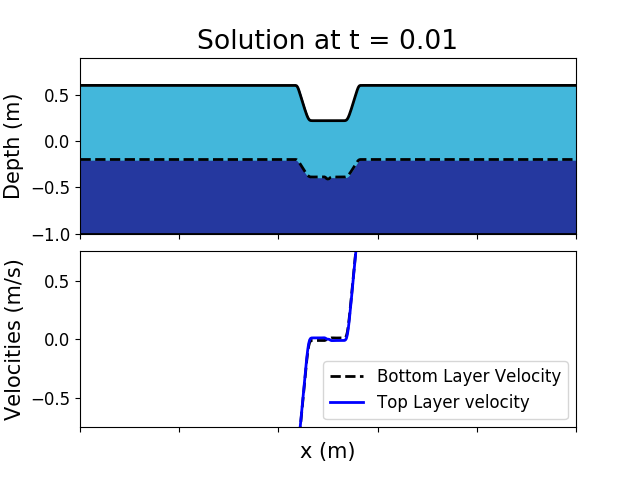 Solution at t = 0.01
Depth (m)
0.5
0.0
−0.5
−1.0
Velocities (m/s)
0.5
0.0
−0.5
Bottom Layer Velocity
Top Layer velocity
x (m)